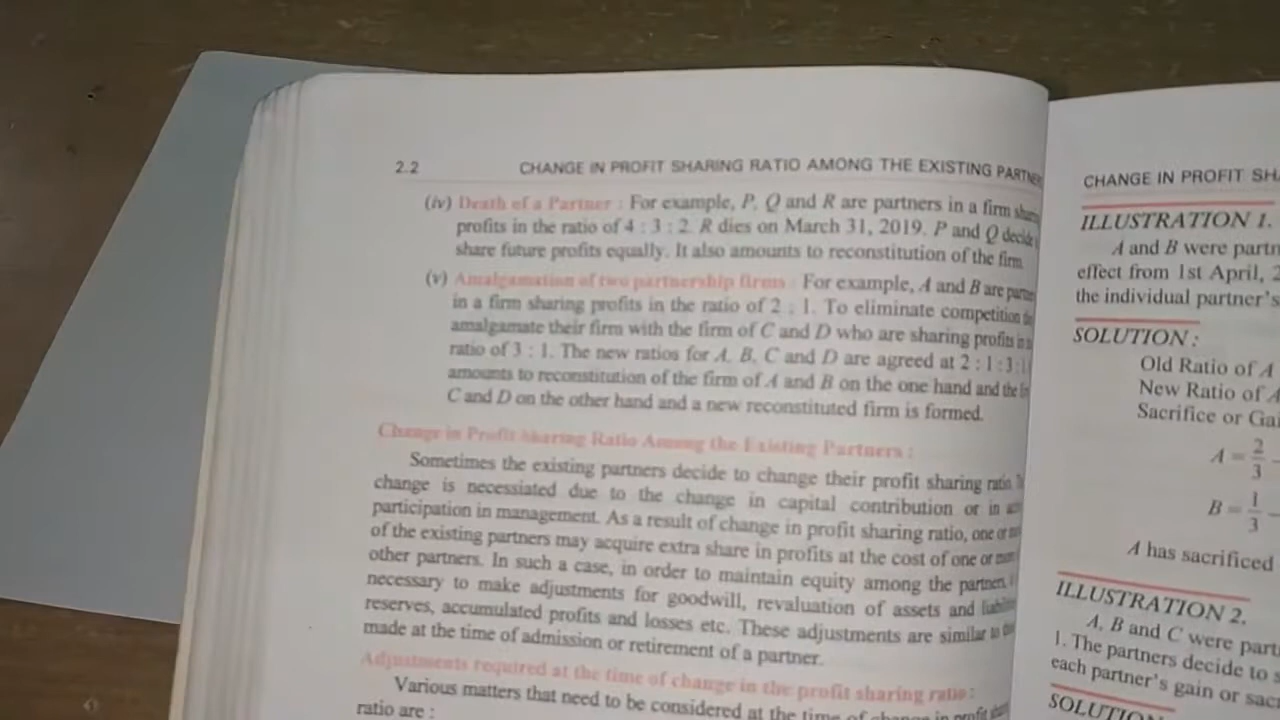 2.2 CHANGE IN PROFIT SHARING RATIO AMONG THE EXISTING
(iv) Death of a Partner : For example, P, Q and R are partners in a firm
profits in the ratio of 4 : 3 : 2. R dies on March 31, 2019. P and Q
share future profits equally. It also amounts to reconstitution of the firm.
(v) Amalgamation of two partnership firms : For example, A and B are
in a firm sharing profits in the ratio of 2 : 1. To eliminate competition
amalgamate their firm with the firm of C and D who are sharing profits
ratio of 3 : 1. The new ratios for A, B, C and D are agreed at 2 : 1 : 3 : 1
amounts to reconstitution of the firm of A and B on the one hand and the
C and D on the other hand and a new reconstituted firm is formed.
Change in Profit Sharing Ratio Among the Existing Partners :
Sometimes the existing partners decide to change their profit sharing ratio.
change is necessiated due to the change in capital contribution or in
participation in management. As a result of change in profit sharing ratio, one or
of the existing partners may acquire extra share in profits at the cost of one or
other partners. In such a case, in order to maintain equity among the partners,
necessary to make adjustments for goodwill, revaluation of assets and
reserves, accumulated profits and losses etc. These adjustments are similar to
made at the time of admission or retirement of a partner.
Adjustments required at the time of change in the profit sharing ratio :
Various matters that need to be considered at the time of change in profit
ratio are :
CHANGE IN PROFIT
ILLUSTRATION 1.
A and B were
effect from 1st April,
the individual partner's
SOLUTION :
Old Ratio of A
New Ratio of
Sacrifice or
A = 2/3 -
B = 1/3 -
A has sacrificed
ILLUSTRATION 2.
A, B and C were
1. The partners decide to
each partner's gain or